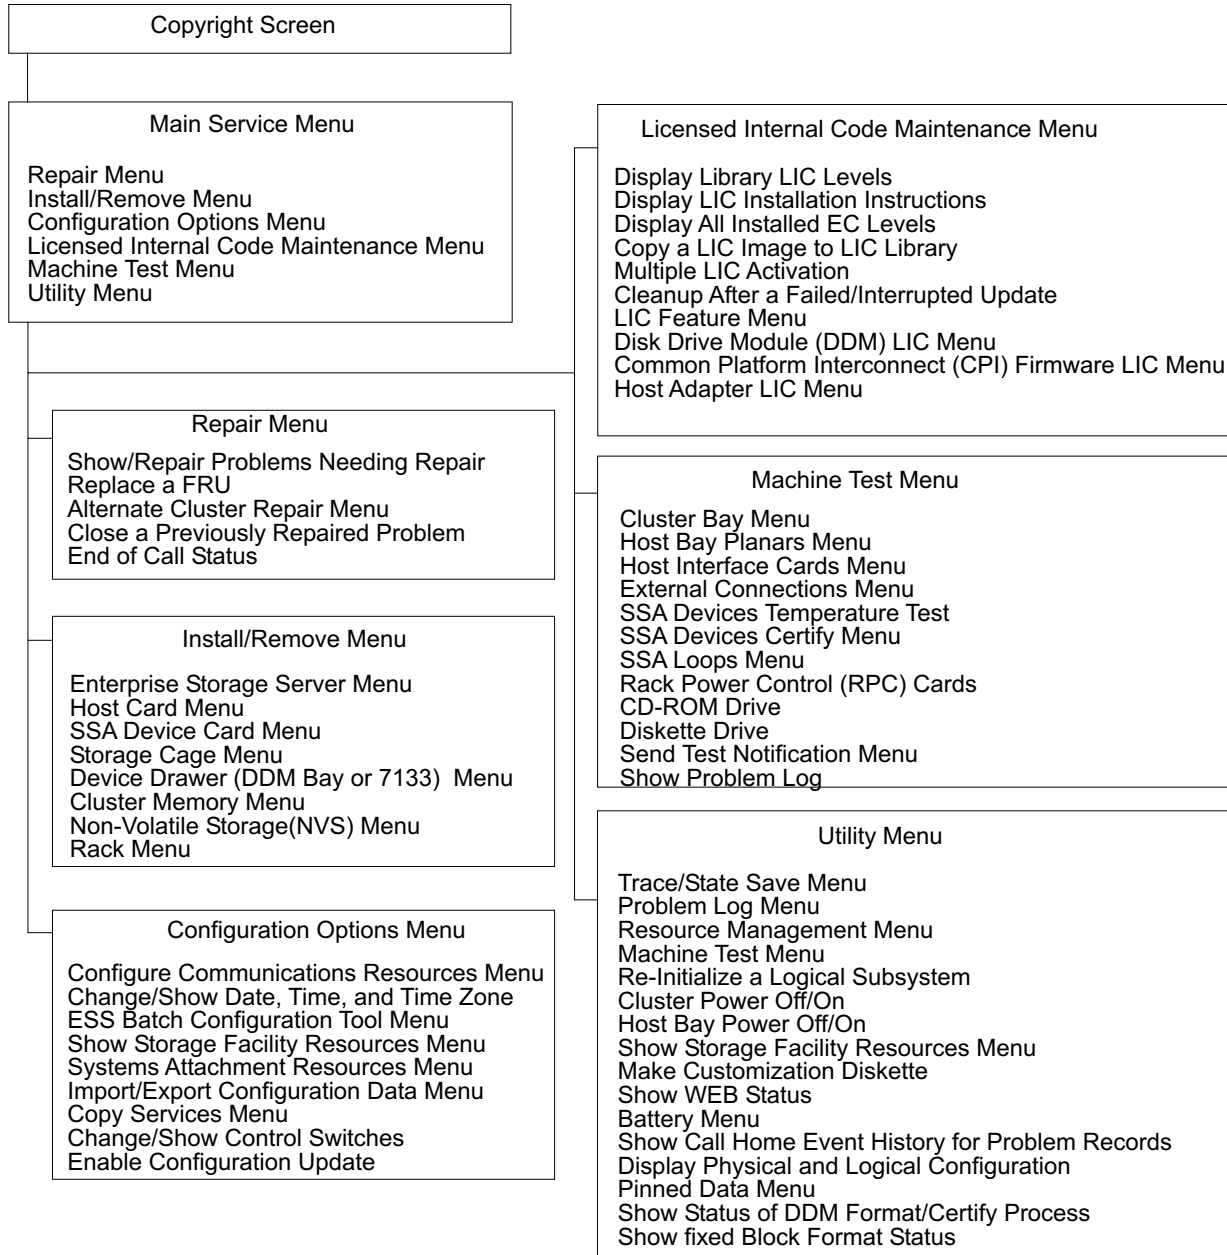 Copyright Screen
Main Service Menu
Repair Menu
Install/Remove Menu
Configuration Options Menu
Licensed Internal Code Maintenance Menu
Machine Test Menu
Utility Menu
Repair Menu
Show/Repair Problems Needing Repair
Replace a FRU
Alternate Cluster Repair Menu
Close a Previously Repaired Problem
End of Call Status
Install/Remove Menu
Enterprise Storage Server Menu
Host Card Menu
SSA Device Card Menu
Storage Cage Menu
Device Drawer (DDM Bay or 7133) Menu
Cluster Memory Menu
Non-Volatile Storage(NVS) Menu
Rack Menu
Configuration Options Menu
Configure Communications Resources Menu
Change/Show Date, Time, and Time Zone
ESS Batch Configuration Tool Menu
Show Storage Facility Resources Menu
Systems Attachment Resources Menu
Import/Export Configuration Data Menu
Copy Services Menu
Change/Show Control Switches
Enable Configuration Update
Licensed Internal Code Maintenance Menu
Display Library LIC Levels
Display LIC Installation Instructions
Display All Installed EC Levels
Copy a LIC Image to LIC Library
Multiple LIC Activation
Cleanup After a Failed/Interrupted Update
LIC Feature Menu
Disk Drive Module (DDM) LIC Menu
Common Platform Interconnect (CPI) Firmware LIC Menu
Host Adapter LIC Menu
Machine Test Menu
Cluster Bay Menu
Host Bay Planars Menu
Host Interface Cards Menu
External Connections Menu
SSA Devices Temperature Test
SSA Devices Certify Menu
SSA Loops Menu
Rack Power Control (RPC) Cards
CD-ROM Drive
Diskette Drive
Send Test Notification Menu
Show Problem Log
Utility Menu
Trace/State Save Menu
Problem Log Menu
Resource Management Menu
Machine Test Menu
Re-Initialize a Logical Subsystem
Cluster Power Off/On
Host Bay Power Off/On
Show Storage Facility Resources Menu
Make Customization Diskette
Show WEB Status
Battery Menu
Show Call Home Event History for Problem Records
Display Physical and Logical Configuration
Pinned Data Menu
Show Status of DDM Format/Certify Process
Show fixed Block Format Status